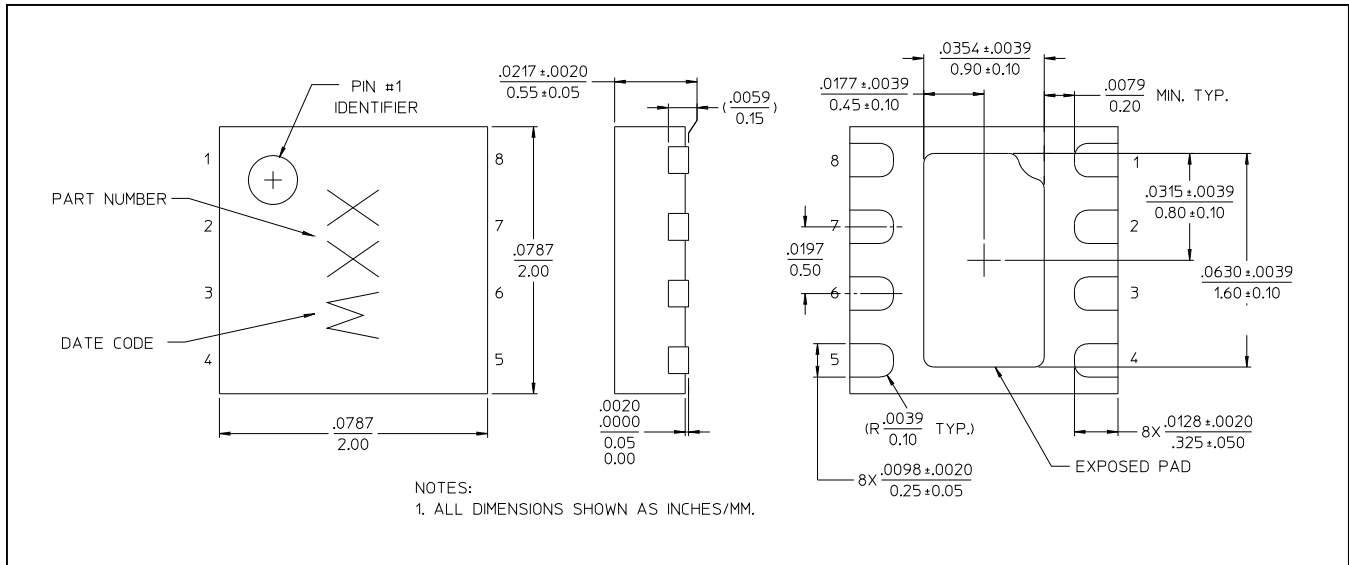 PIN #1
IDENTIFIER
PART NUMBER
DATE CODE
1
2
3
4
8
7
6
5
XX
W
.0787
2.00
.0787
2.00
.0217 ±.0020
0.55 ±0.05
(.0059
0.15)
.0020
.0000
0.05
0.00
.0354 ±.0039
0.90 ±0.10
.0177 ±.0039
0.45 ±0.10
.0079
0.20 MIN. TYP.
8
7
6
5
1
2
3
4
.0197
0.50
.0315 ±.0039
0.80 ±0.10
.0630 ±.0039
1.60 ±0.10
(R .0039
0.10 TYP.)
8X .0098 ±.0020
0.25 ±0.05
8X .0128 ±.0020
.325 ±.050
EXPOSED PAD
NOTES:
1. ALL DIMENSIONS SHOWN AS INCHES/MM.